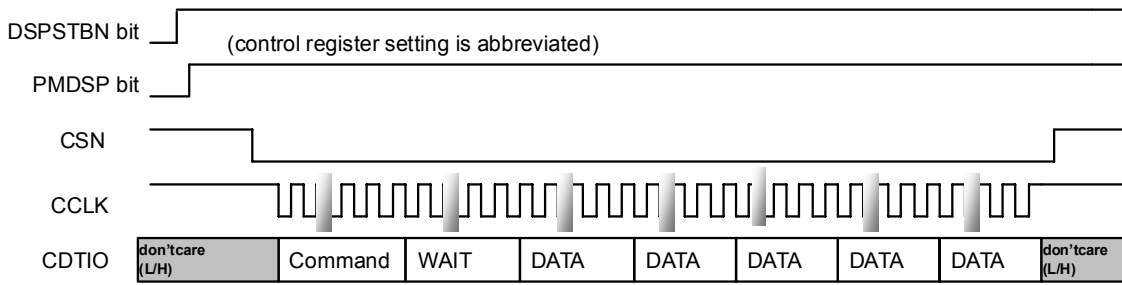 DSPSTBN bit
(control register setting is abbreviated)
PMDSP bit
CSN
CCLK
CDTIO don'tcare (L/H) Command WAIT DATA DATA DATA DATA DATA don'tcare (L/H)